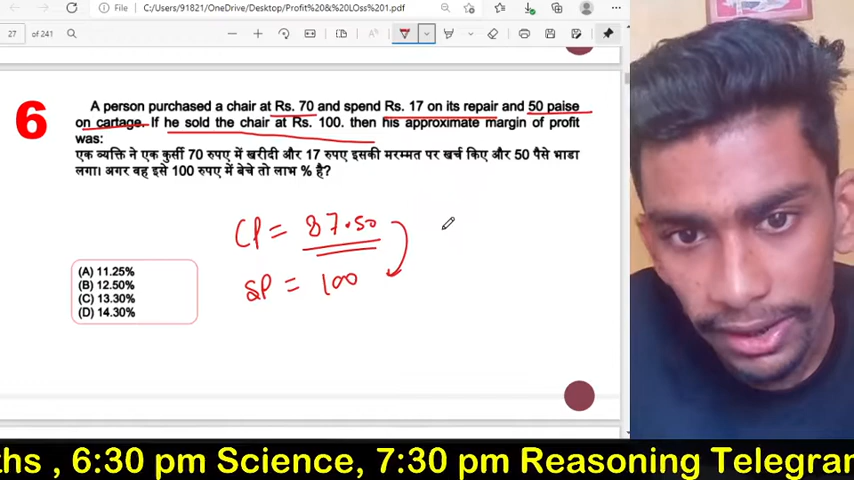 C:/Users/91821/OneDrive/Desktop/Profit%20&%20Loss%201.pdf
27 of 241
6
A person purchased a chair at Rs. 70 and spend Rs. 17 on its repair and 50 paise
on cartage. If he sold the chair at Rs. 100. then his approximate margin of profit
was:
एक व्यक्ति ने एक कुर्सी 70 रुपए में खरीदी और 17 रुपए इसकी मरम्मत पर खर्च किए और 50 पैसे भाडा
लगा। अगर वह इसे 100 रुपए में बेचे तो लाभ % है?
CP = 87.50
SP = 100
(A) 11.25%
(B) 12.50%
(C) 13.30%
(D) 14.30%
ths , 6:30 pm Science, 7:30 pm Reasoning Telegrar